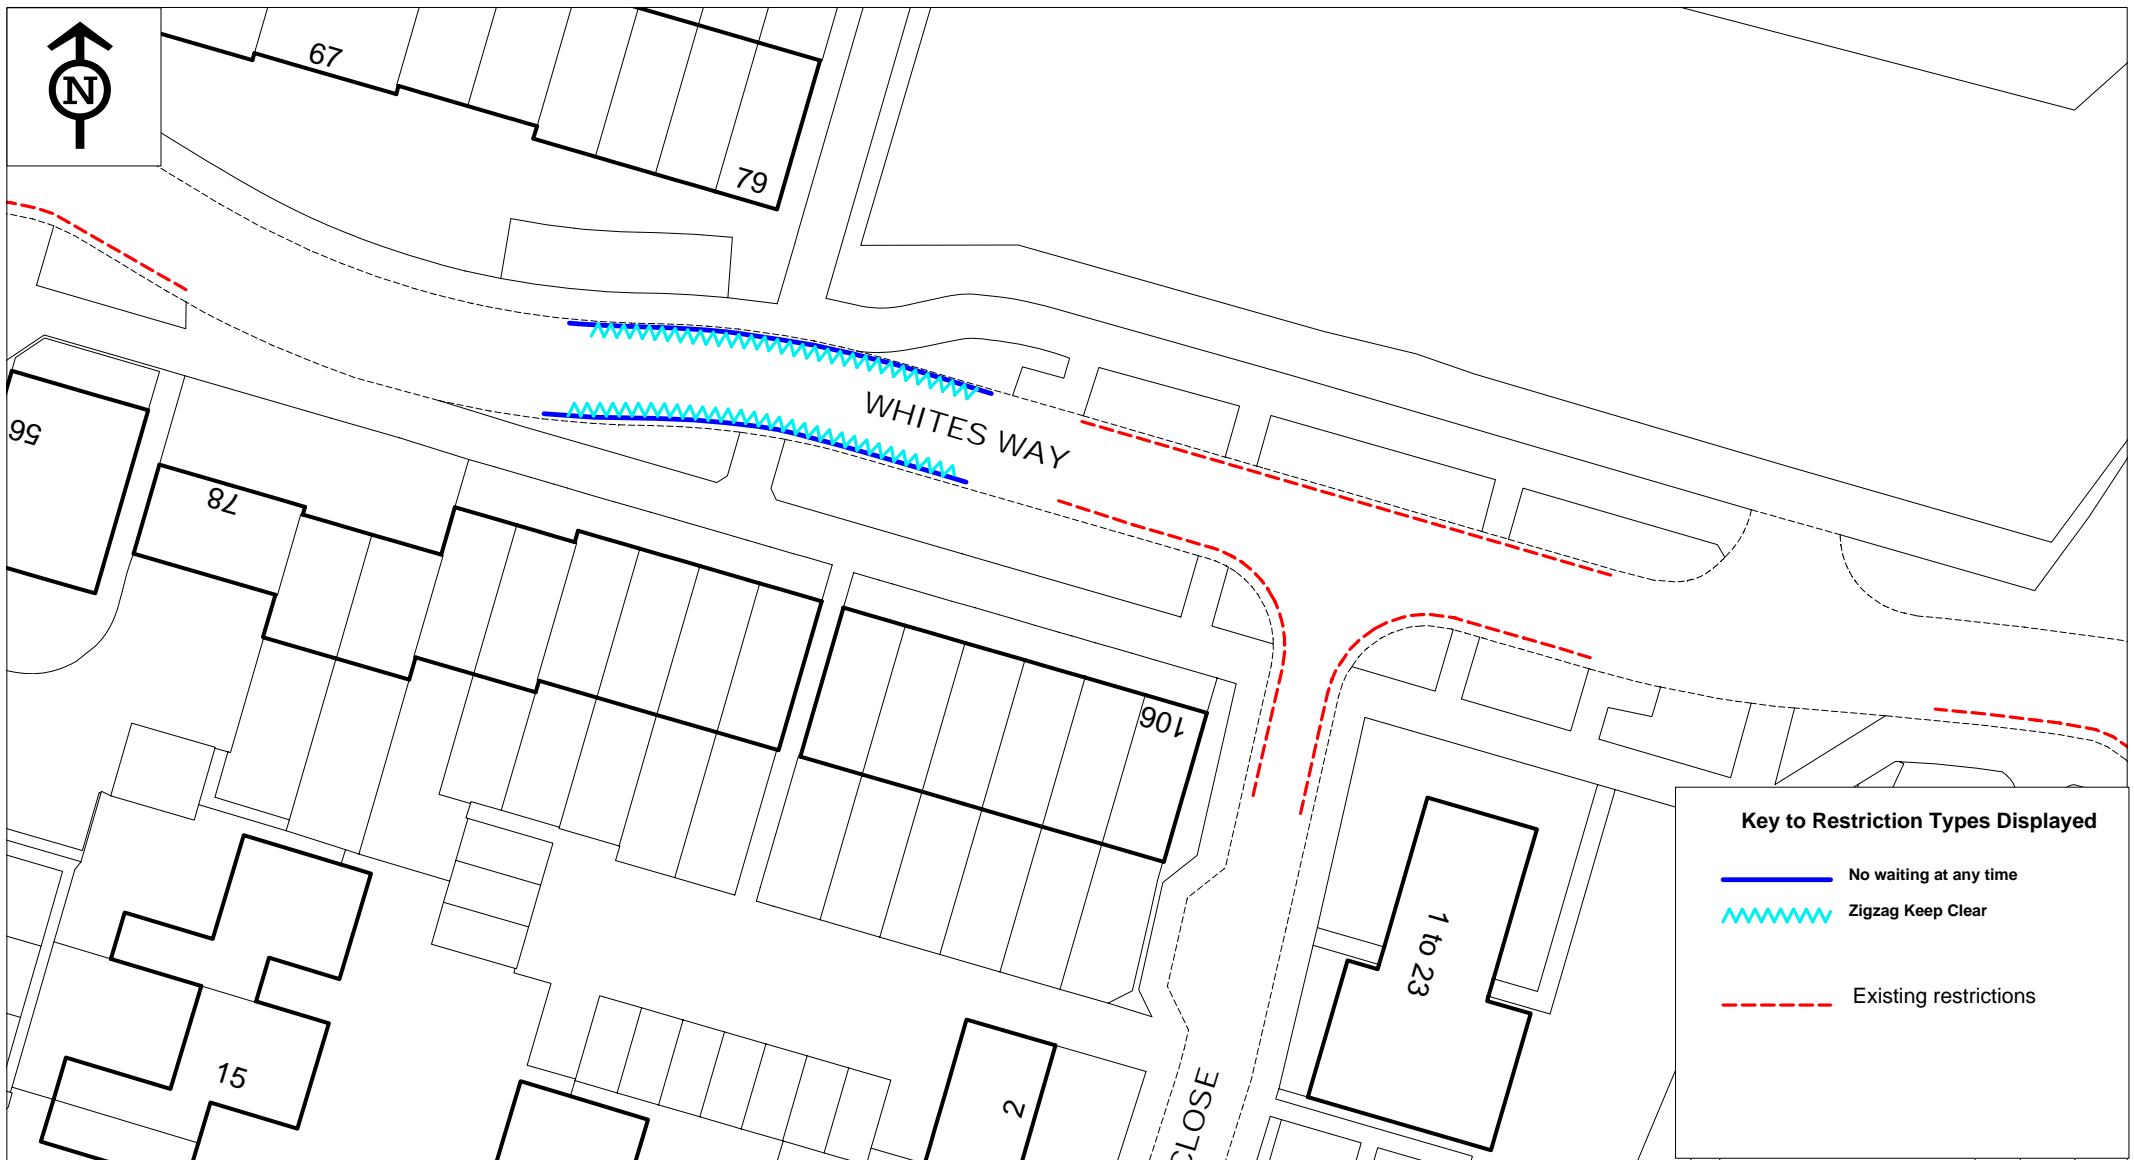 N
67
79
WHITES WAY
56
78
106
1 to 23
15
2
CLOSE
Key to Restriction Types Displayed
No waiting at any time
Zigzag Keep Clear
Existing restrictions